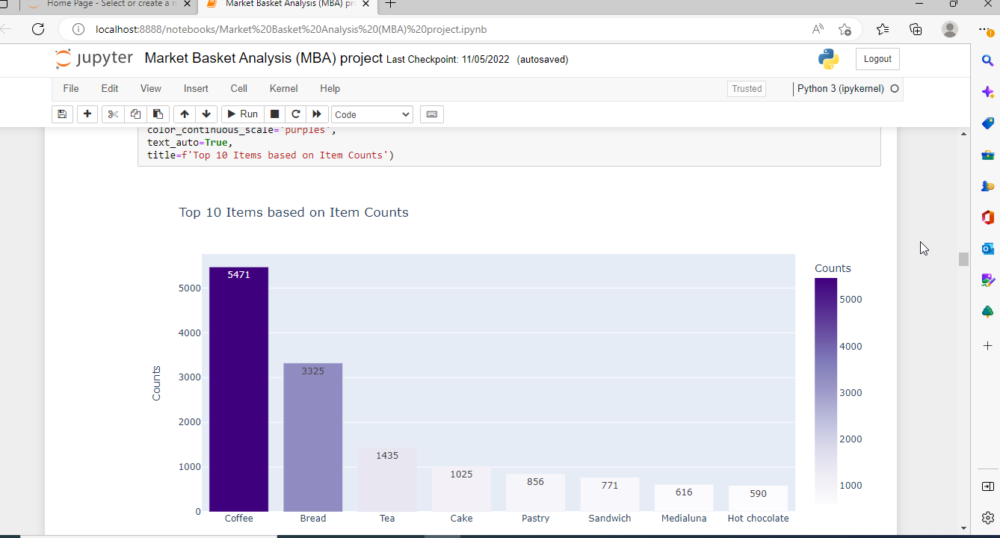 Home Page - Select or create a n
Market Basket Analysis (MBA) pr
localhost:8888/notebooks/Market%20Basket%20Analysis%20(MBA)%20project.ipynb
jupyter Market Basket Analysis (MBA) project Last Checkpoint: 11/05/2022 (autosaved)
Logout
File Edit View Insert Cell Kernel Help
Trusted
Python 3 (ipykernel)
Run
Code
color_continuous_scale='purples',
text_auto=True,
title=f'Top 10 Items based on Item Counts')
Top 10 Items based on Item Counts
Counts
5000
4000
3000
2000
1000
0
5471
3325
1435
1025
856
771
616
590
Coffee Bread Tea Cake Pastry Sandwich Medialuna Hot chocolate
Counts
5000
4000
3000
2000
1000